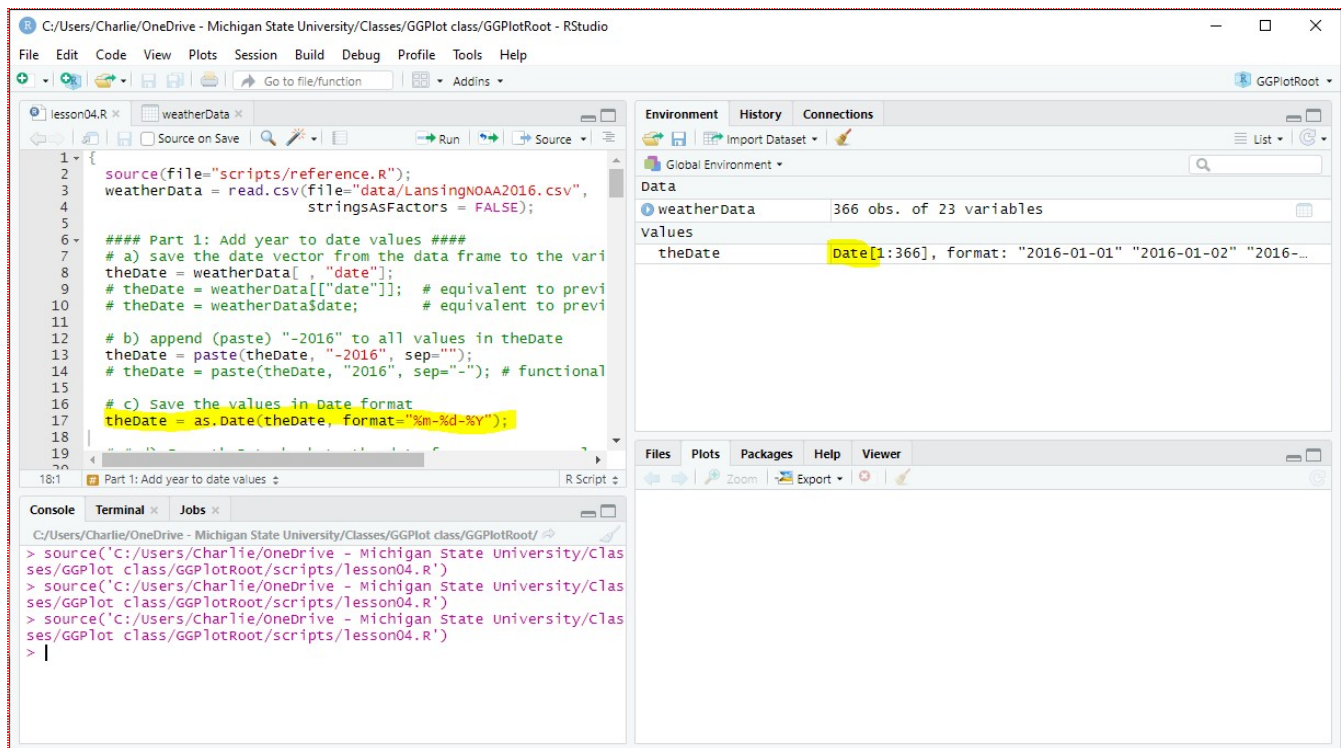 C:/Users/Charlie/OneDrive - Michigan State University/Classes/GGPlot class/GGPlotRoot - RStudio
File Edit Code View Plots Session Build Debug Profile Tools Help
Go to file/function Addins GGPlotRoot
lesson04.R weatherData
Source on Save Run Source
1 {
2 source(file="scripts/reference.R");
3 weatherData = read.csv(file="data/LansingNOAA2016.csv",
4 stringsAsFactors = FALSE);
5
6 #### Part 1: Add year to date values ####
7 # a) save the date vector from the data frame to the vari
8 theDate = weatherData[ , "date"];
9 # theDate = weatherData[["date"]]; # equivalent to previ
10 # theDate = weatherData$date; # equivalent to previ
11
12 # b) append (paste) "-2016" to all values in theDate
13 theDate = paste(theDate, "-2016", sep="");
14 # theDate = paste(theDate, "2016", sep="-"); # functional
15
16 # c) Save the values in Date format
17 theDate = as.Date(theDate, format="%m-%d-%Y");
18
19
20
18:1 Part 1: Add year to date values R Script
Console Terminal Jobs
C:/Users/Charlie/OneDrive - Michigan State University/Classes/GGPlot class/GGPlotRoot/
> source('C:/Users/Charlie/OneDrive - Michigan State University/Clas
ses/GGPlot class/GGPlotRoot/scripts/lesson04.R')
> source('C:/Users/Charlie/OneDrive - Michigan State University/Clas
ses/GGPlot class/GGPlotRoot/scripts/lesson04.R')
> source('C:/Users/Charlie/OneDrive - Michigan State University/Clas
ses/GGPlot class/GGPlotRoot/scripts/lesson04.R')
>
Environment History Connections
Import Dataset List
Global Environment
Data
weatherData 366 obs. of 23 variables
Values
theDate Date[1:366], format: "2016-01-01" "2016-01-02" "2016-…
Files Plots Packages Help Viewer
Zoom Export